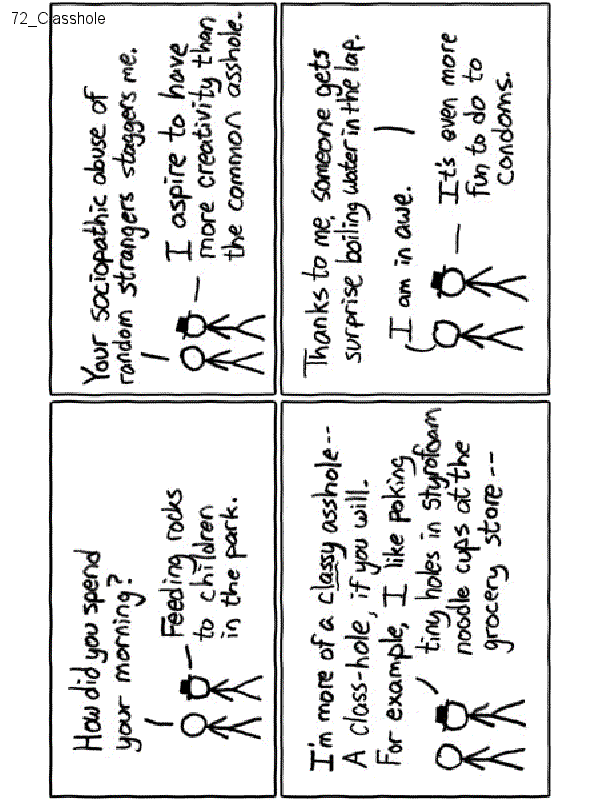 72_Classhole
How did you spend
your morning?
Feeding rocks
to children
in the park.
Your sociopathic abuse of
random strangers staggers me.
I aspire to have
more creativity than
the common asshole.
I'm more of a classy asshole--
A class-hole, if you will.
For example, I like poking
tiny holes in Styrofoam
noodle cups at the
grocery store--
Thanks to me, someone gets
surprise boiling water in the lap.
I am in awe.
It's even more
fun to do to
condoms.